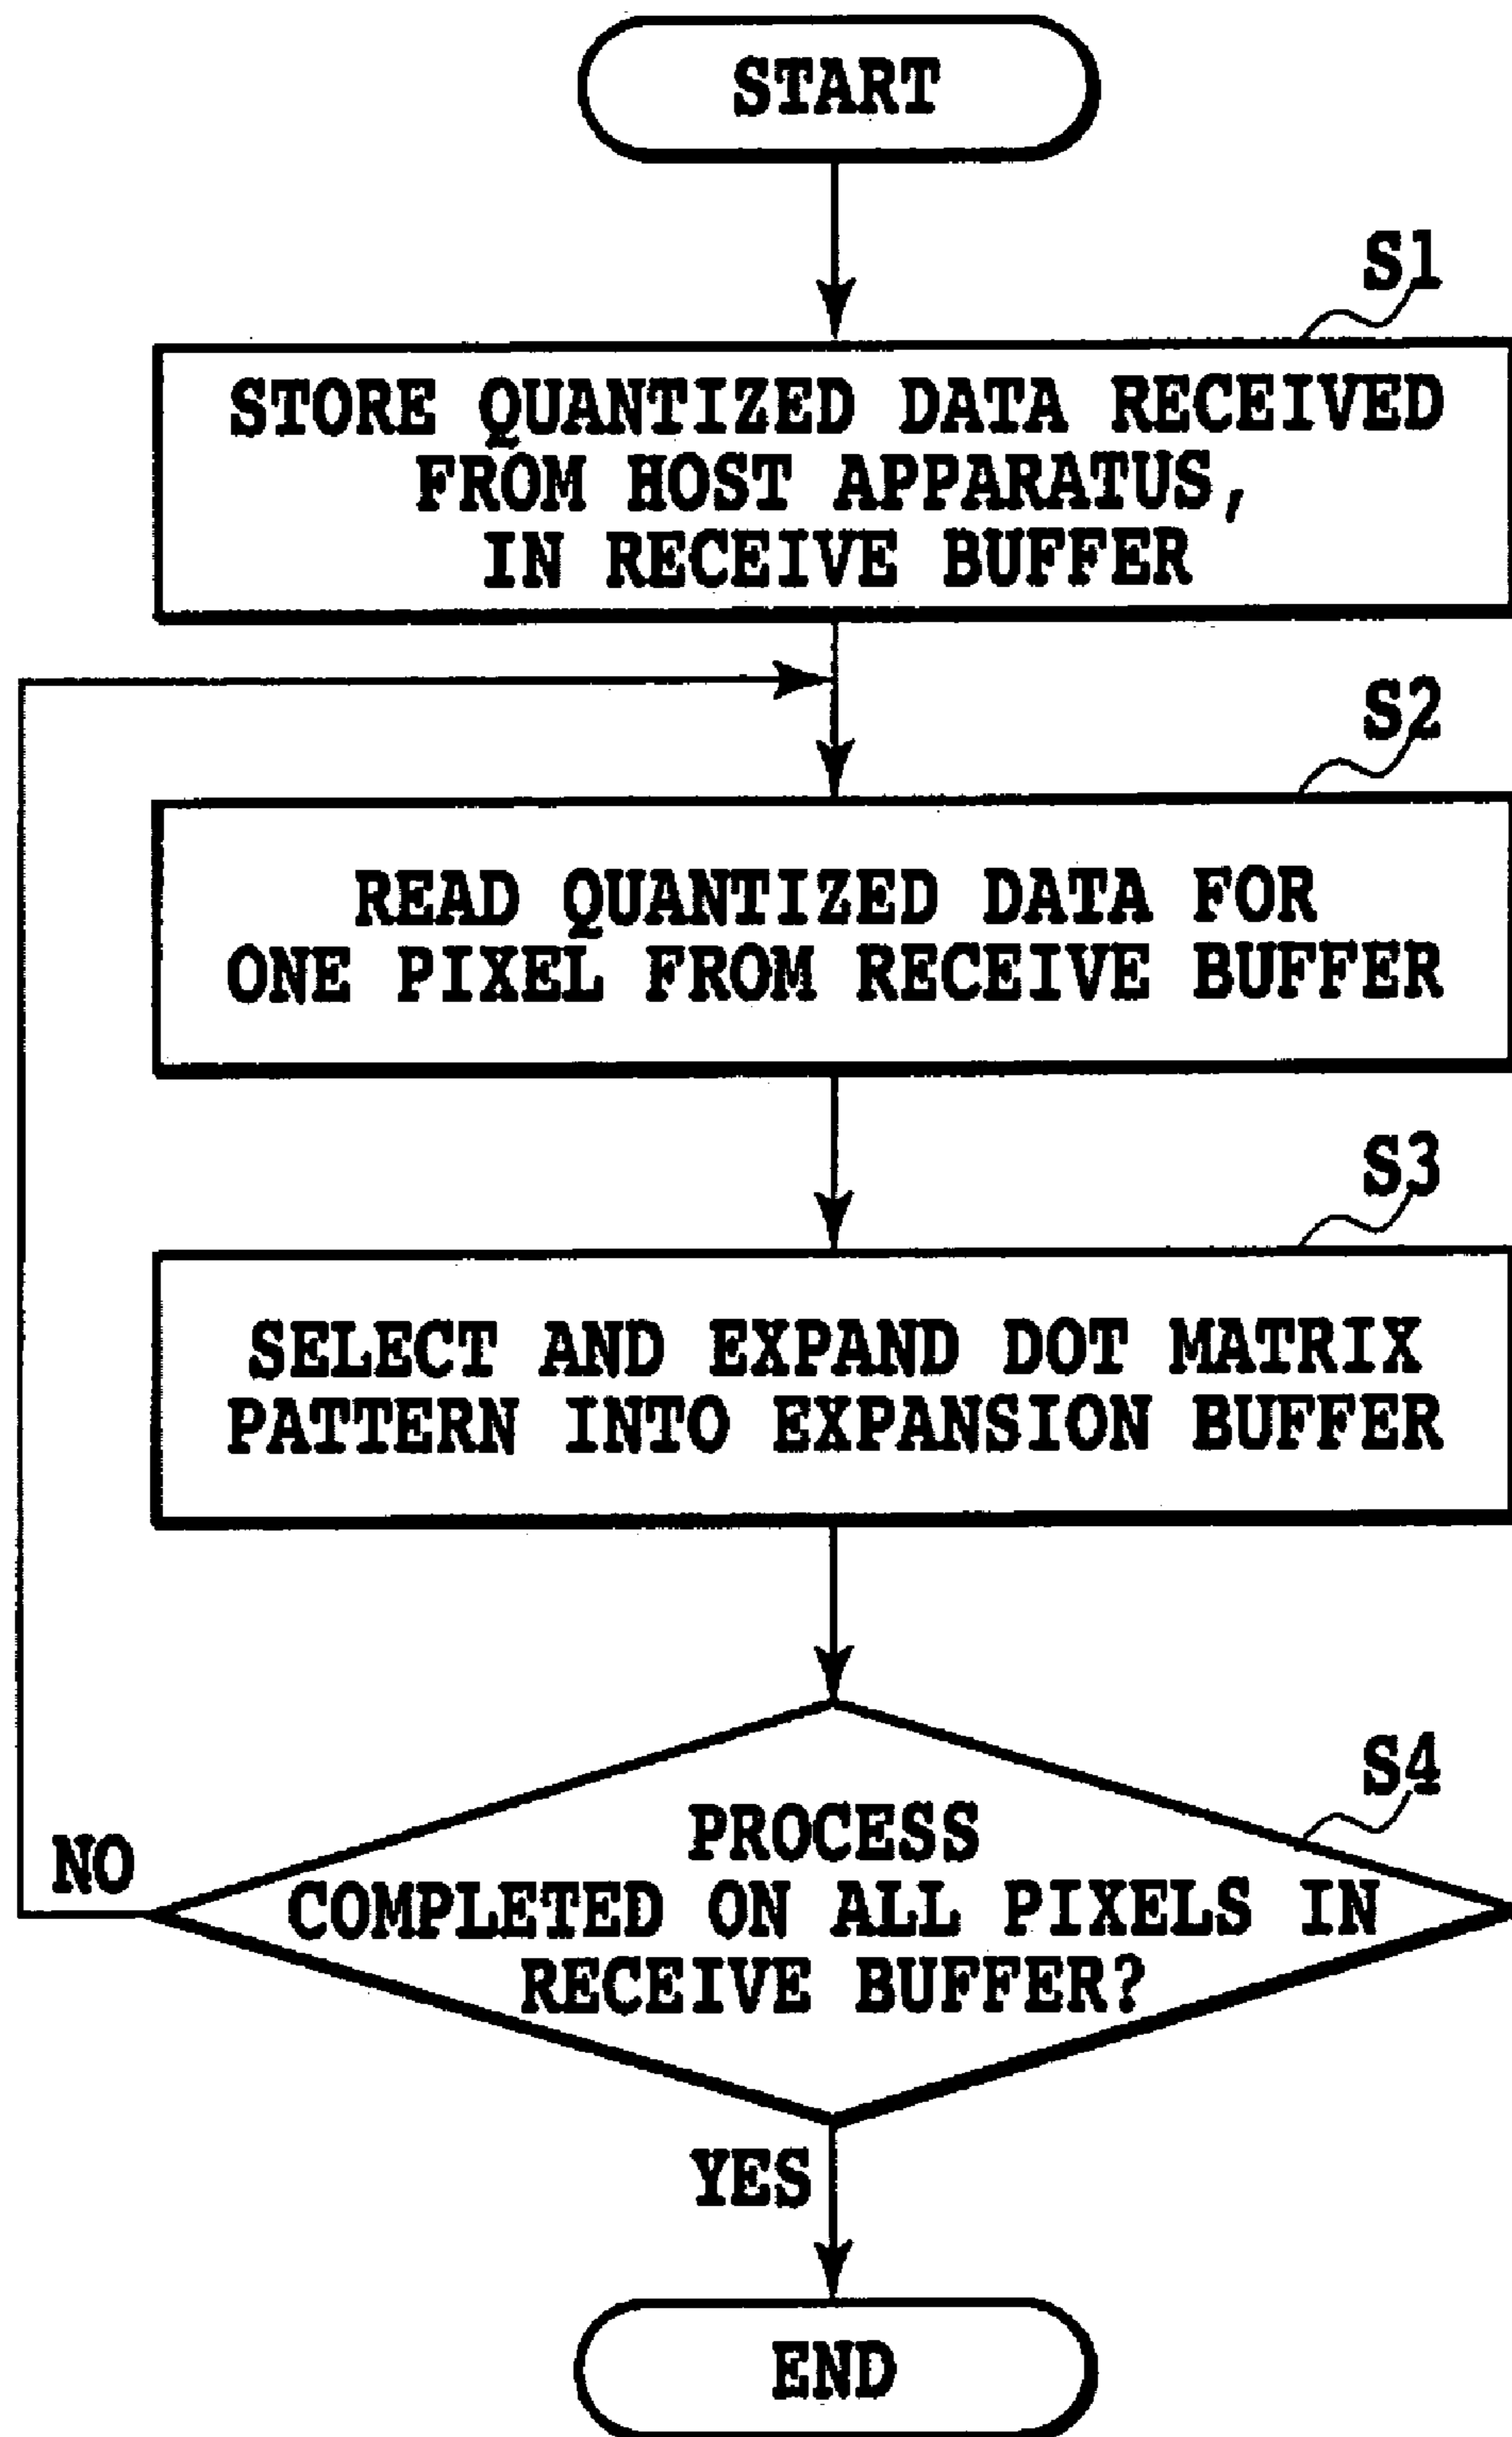 START
S1
STORE QUANTIZED DATA RECEIVED
FROM HOST APPARATUS,
IN RECEIVE BUFFER
S2
READ QUANTIZED DATA FOR
ONE PIXEL FROM RECEIVE BUFFER
S3
SELECT AND EXPAND DOT MATRIX
PATTERN INTO EXPANSION BUFFER
S4
PROCESS
NO
COMPLETED ON ALL PIXELS IN
RECEIVE BUFFER?
YES
END